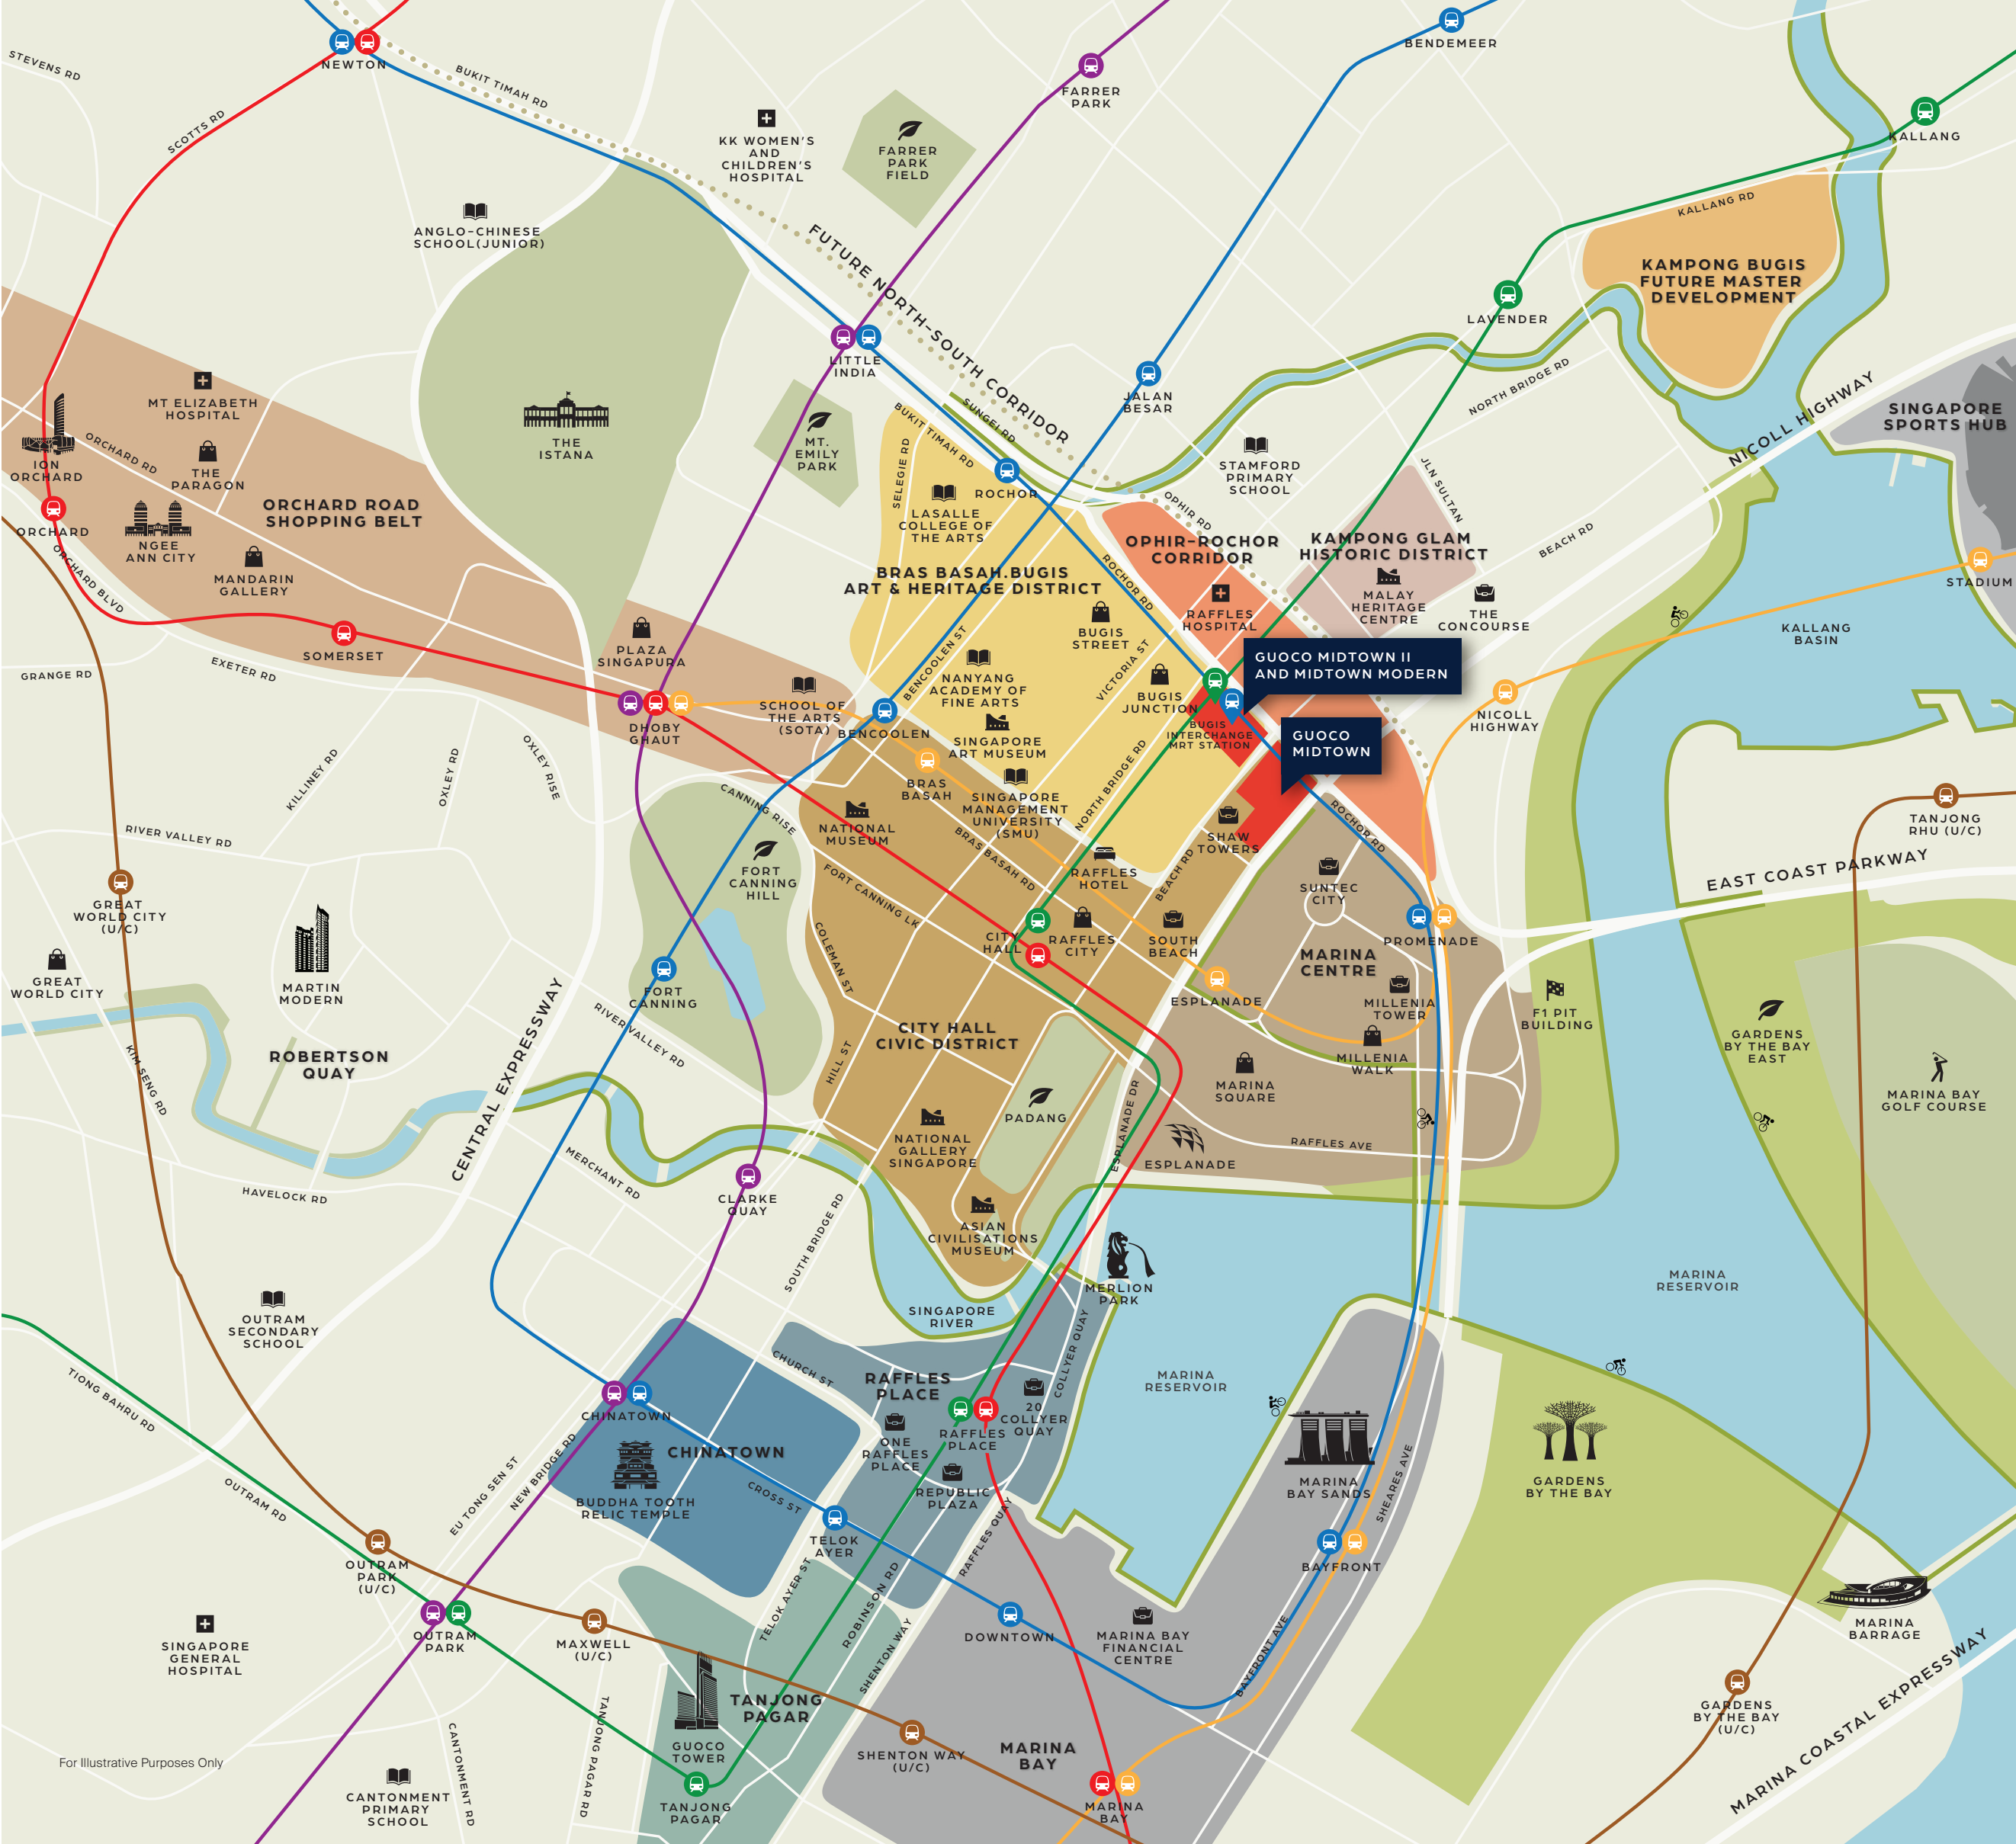 BENDEMEER
NEWTON
STEVENS RD
BUKIT TIMAH RD
SCOTTS RD
FARRER
PARK
KALLANG
KK WOMEN'S
AND
CHILDREN'S
HOSPITAL
FARRER
PARK
FIELD
KALLANG RD
ANGLO-CHINESE
SCHOOL(JUNIOR)
FUTURE NORTH-SOUTH CORRIDOR
KAMPONG BUGIS
FUTURE MASTER
DEVELOPMENT
LAVENDER
LITTLE
INDIA
JALAN
BESAR
NORTH BRIDGE RD
NICOLL HIGHWAY
SINGAPORE
SPORTS HUB
MT ELIZABETH
HOSPITAL
ORCHARD RD
ION
ORCHARD
THE
PARAGON
THE
ISTANA
MT.
EMILY
PARK
BUKIT TIMAH RD
SUNGEI RD
SELEGIE RD
ROCHOR
STAMFORD
PRIMARY
SCHOOL
JLN SULTAN
OPHIR RD
ORCHARD ROAD
SHOPPING BELT
ORCHARD
NGEE
ANN CITY
MANDARIN
GALLERY
ORCHARD BLVD
LASALLE
COLLEGE OF
THE ARTS
OPHIR-ROCHOR
CORRIDOR
KAMPONG GLAM
HISTORIC DISTRICT
BEACH RD
BRAS BASAH.BUGIS
ART & HERITAGE DISTRICT
ROCHOR RD
RAFFLES
HOSPITAL
MALAY
HERITAGE
CENTRE
THE
CONCOURSE
STADIUM
KALLANG
BASIN
SOMERSET
GRANGE RD
EXETER RD
PLAZA
SINGAPURA
BENCOOLEN ST
BUGIS
STREET
VICTORIA ST
NANYANG
ACADEMY OF
FINE ARTS
BUGIS
JUNCTION
GUOCO MIDTOWN II
AND MIDTOWN MODERN
SCHOOL OF
THE ARTS
(SOTA)
DHOBY
GHAUT
BENCOOLEN
SINGAPORE
ART MUSEUM
BUGIS
INTERCHANGE
MRT STATION
GUOCO
MIDTOWN
NICOLL
HIGHWAY
KILLINEY RD
OXLEY RD
OXLEY RISE
BRAS
BASAH
NORTH BRIDGE RD
CANNING RISE
NATIONAL
MUSEUM
SINGAPORE
MANAGEMENT
UNIVERSITY
(SMU)
BRAS BASAH RD
SHAW
TOWERS
ROCHOR RD
TANJONG
RHU (U/C)
RIVER VALLEY RD
FORT
CANNING
HILL
FORT CANNING LK
RAFFLES
HOTEL
BEACH RD
SUNTEC
CITY
EAST COAST PARKWAY
GREAT
WORLD CITY
(U/C)
CITY
HALL
RAFFLES
CITY
SOUTH
BEACH
PROMENADE
MARINA
CENTRE
GREAT
WORLD CITY
MARTIN
MODERN
COLEMAN ST
FORT
CANNING
ESPLANADE
MILLENIA
TOWER
F1 PIT
BUILDING
CENTRAL EXPRESSWAY
RIVER VALLEY RD
CITY HALL
CIVIC DISTRICT
HILL ST
ROBERTSON
QUAY
KIM SENG RD
MILLENIA
WALK
MARINA
SQUARE
GARDENS
BY THE BAY
EAST
MARINA BAY
GOLF COURSE
PADANG
ESPLANADE DR
RAFFLES AVE
ESPLANADE
NATIONAL
GALLERY
SINGAPORE
MERCHANT RD
HAVELOCK RD
CLARKE
QUAY
SOUTH BRIDGE RD
ASIAN
CIVILISATIONS
MUSEUM
MERLION
PARK
MARINA
RESERVOIR
SINGAPORE
RIVER
OUTRAM
SECONDARY
SCHOOL
TIONG BAHRU RD
CHURCH ST
RAFFLES
PLACE
COLLYER QUAY
MARINA
RESERVOIR
CHINATOWN
20
COLLYER
QUAY
RAFFLES
PLACE
ONE
RAFFLES
PLACE
CHINATOWN
BUDDHA TOOTH
RELIC TEMPLE
CROSS ST
REPUBLIC
PLAZA
MARINA
BAY SANDS
SHEARES AVE
GARDENS
BY THE BAY
OUTRAM RD
EU TONG SEN ST
NEW BRIDGE RD
TELOK
AYER
RAFFLES QUAY
BAYFRONT
OUTRAM
PARK
(U/C)
TELOK AYER ST
ROBINSON RD
SHENTON WAY
OUTRAM
PARK
MAXWELL
(U/C)
DOWNTOWN
MARINA BAY
FINANCIAL
CENTRE
BAYFRONT AVE
MARINA
BARRAGE
SINGAPORE
GENERAL
HOSPITAL
TANJONG
PAGAR
GUOCO
TOWER
SHENTON WAY
(U/C)
MARINA
BAY
GARDENS
BY THE BAY
(U/C)
MARINA COASTAL EXPRESSWAY
For Illustrative Purposes Only
CANTONMENT
PRIMARY
SCHOOL
CANTONMENT RD
TANJONG PAGAR RD
TANJONG
PAGAR
MARINA
BAY